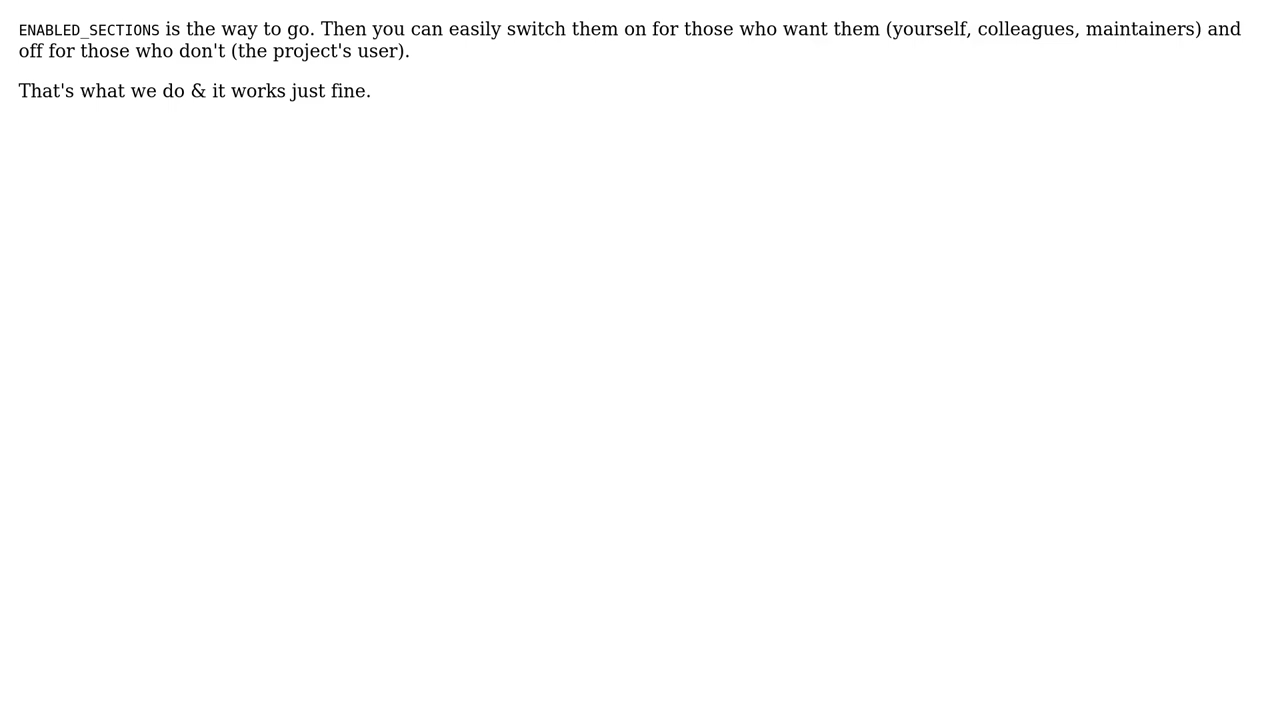 ENABLED_SECTIONS is the way to go. Then you can easily switch them on for those who want them (yourself, colleagues, maintainers) and
off for those who don't (the project's user).
That's what we do & it works just fine.